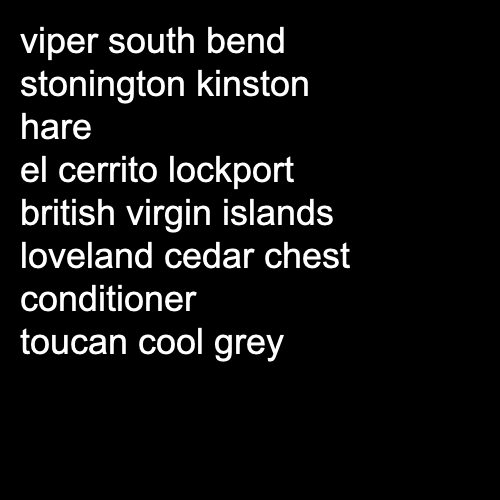 viper south bend
stonington kinston
hare
el cerrito lockport
british virgin islands
loveland cedar chest
conditioner
toucan cool grey